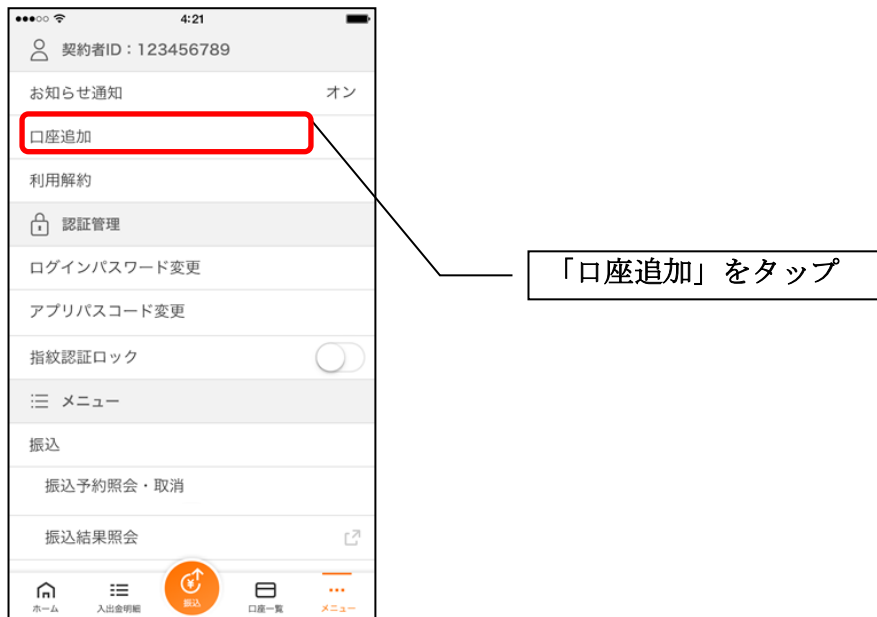 4:21
契約者ID：123456789
お知らせ通知 オン
口座追加
利用解約
認証管理
ログインパスワード変更
アプリパスコード変更
指紋認証ロック
メニュー
振込
振込予約照会・取消
振込結果照会
ホーム 入出金明細 振込 口座一覧 メニュー
「口座追加」をタップ